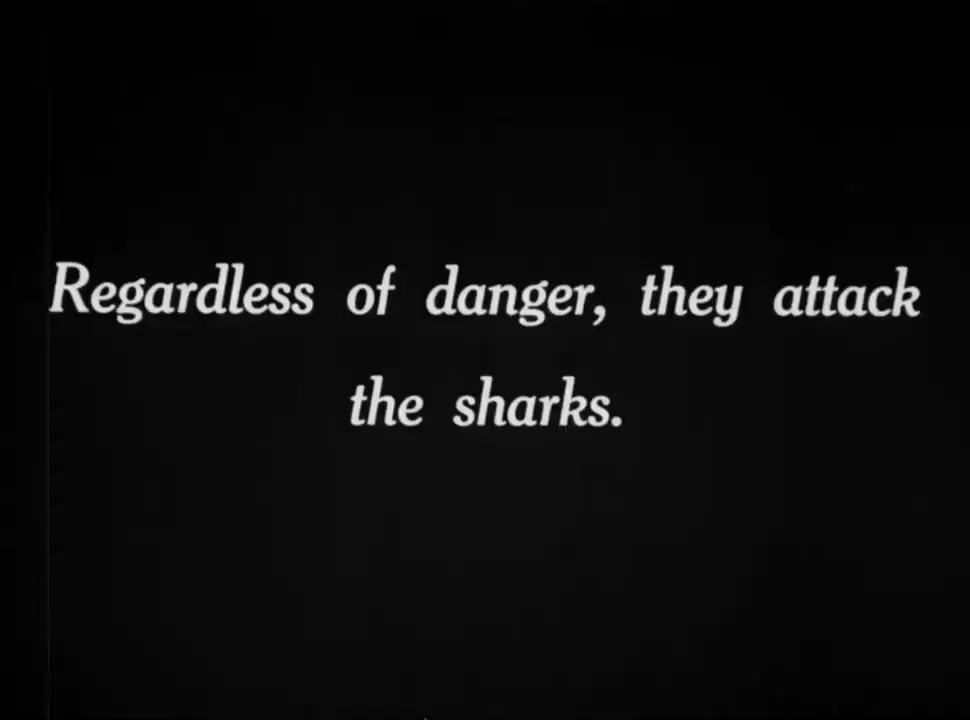 Regardless of danger, they attack
the sharks.